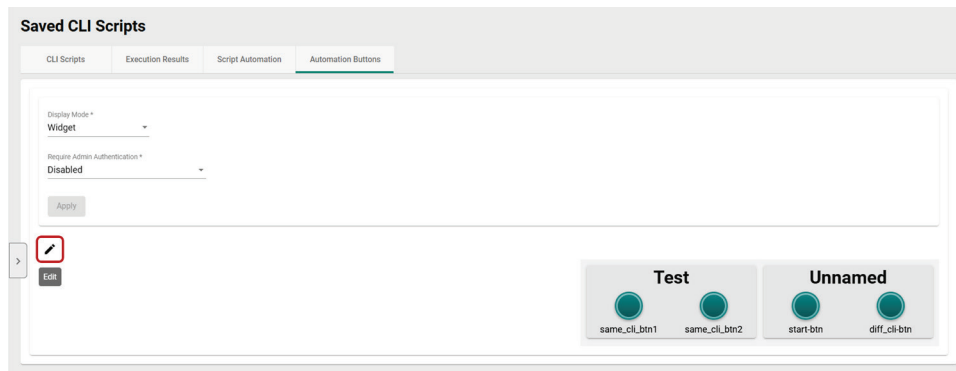 Saved CLI Scripts
CLI Scripts Execution Results Script Automation Automation Buttons
Display Mode *
Widget
Require Admin Authentication *
Disabled
Apply
Edit
Test Unnamed
same_cli_btn1 same_cli_btn2 start-btn diff_cli-btn